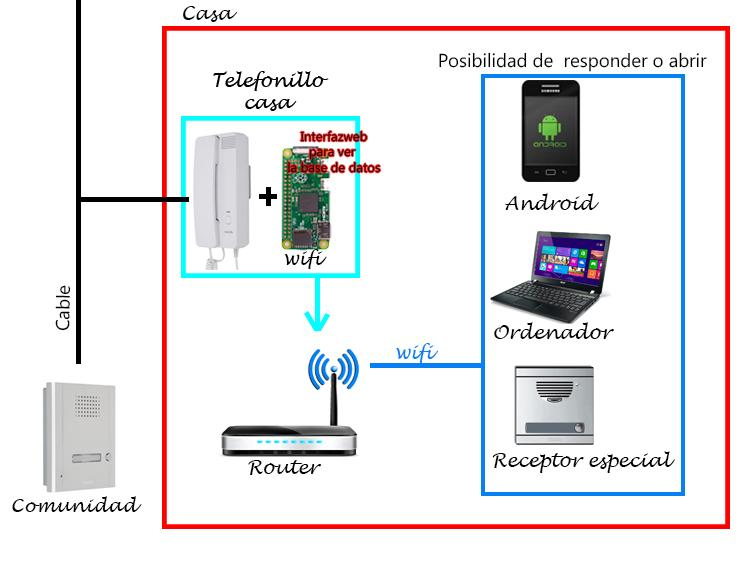 Casa
Posibilidad de responder o abrir
Telefonillo
casa
Interfazweb
para ver
la base de datos
wifi
ANDROID
Android
Cable
Ordenador
wifi
Router
Receptor especial
Comunidad